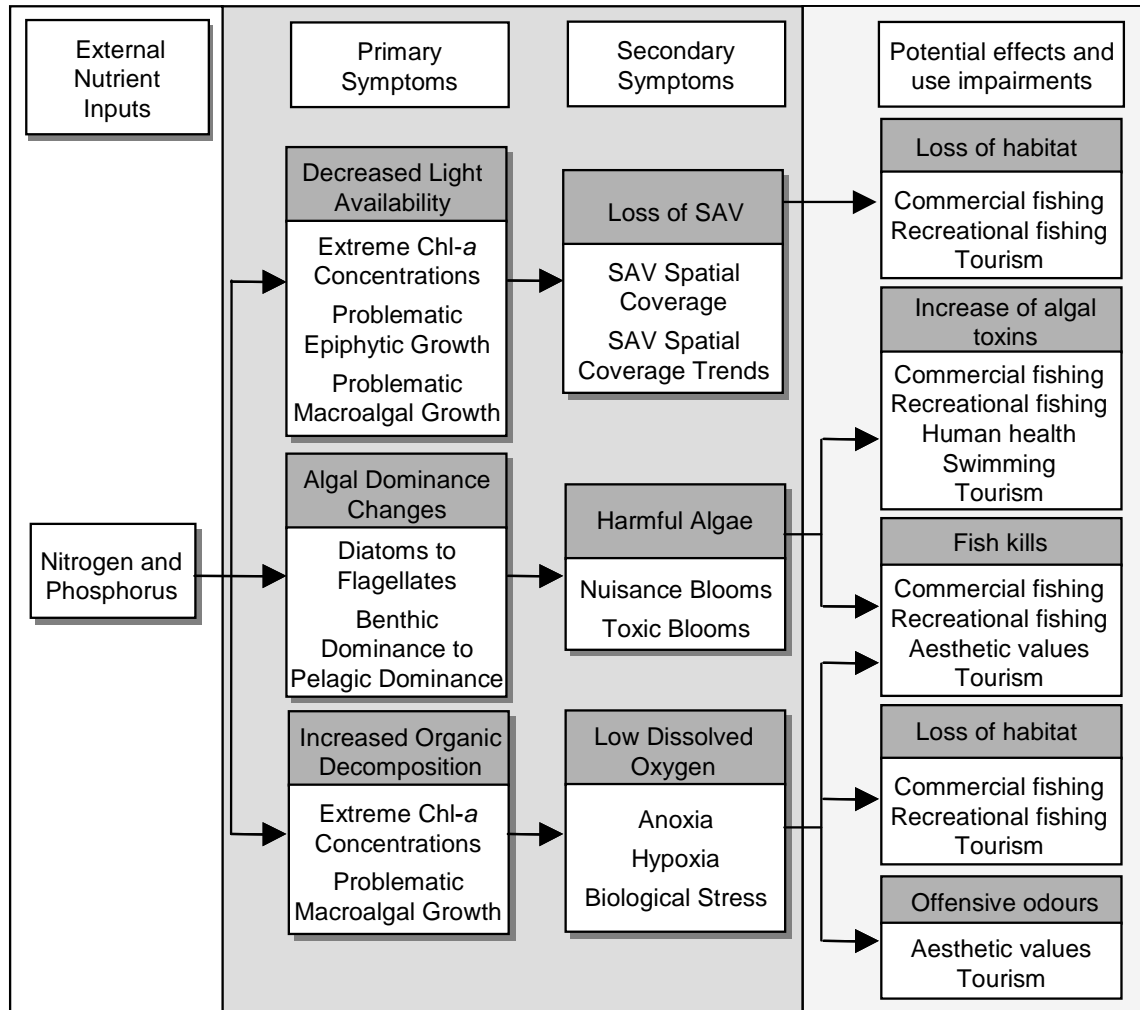 External
Nutrient
Inputs
Primary
Symptoms
Secondary
Symptoms
Potential effects and
use impairments
Nitrogen and
Phosphorus
Decreased Light
Availability
Extreme Chl-a
Concentrations
Problematic
Epiphytic Growth
Problematic
Macroalgal Growth
Algal Dominance
Changes
Diatoms to
Flagellates
Benthic
Dominance to
Pelagic Dominance
Increased Organic
Decomposition
Extreme Chl-a
Concentrations
Problematic
Macroalgal Growth
Loss of SAV
SAV Spatial
Coverage
SAV Spatial
Coverage Trends
Harmful Algae
Nuisance Blooms
Toxic Blooms
Low Dissolved
Oxygen
Anoxia
Hypoxia
Biological Stress
Loss of habitat
Commercial fishing
Recreational fishing
Tourism
Increase of algal
toxins
Commercial fishing
Recreational fishing
Human health
Swimming
Tourism
Fish kills
Commercial fishing
Recreational fishing
Aesthetic values
Tourism
Loss of habitat
Commercial fishing
Recreational fishing
Tourism
Offensive odours
Aesthetic values
Tourism